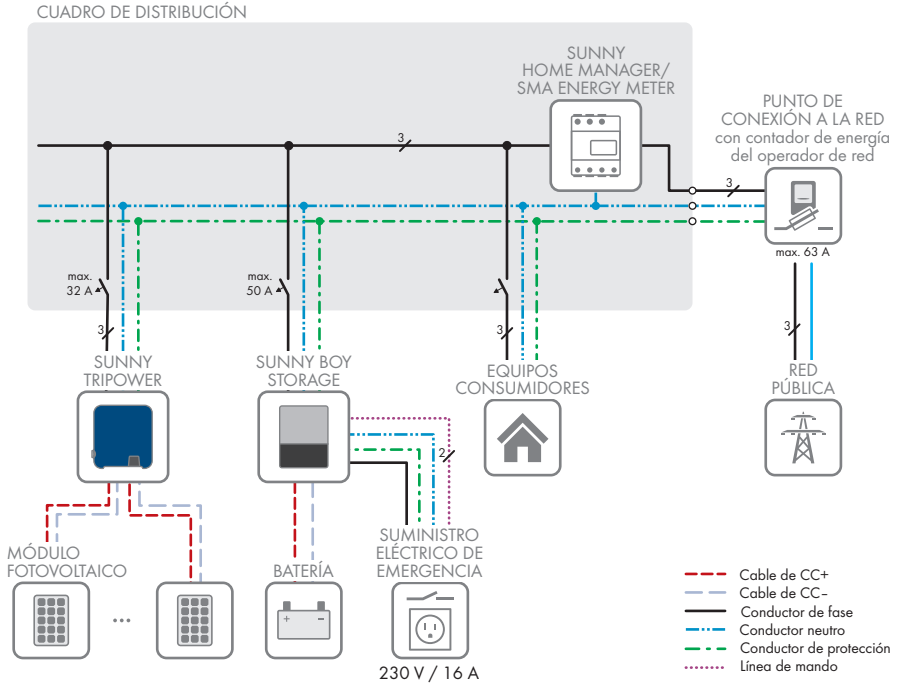 CUADRO DE DISTRIBUCIÓN
SUNNY
HOME MANAGER/
SMA ENERGY METER
PUNTO DE
CONEXIÓN A LA RED
con contador de energía
del operador de red
3
3
max.
32 A
max.
50 A
max. 63 A
3
3
3
SUNNY
TRIPOWER
SUNNY BOY
STORAGE
EQUIPOS
CONSUMIDORES
RED
PÚBLICA
2
MÓDULO
FOTOVOLTAICO
BATERÍA
SUMINISTRO
ELÉCTRICO DE
EMERGENCIA
...
+ −
230 V / 16 A
Cable de CC+
Cable de CC−
Conductor de fase
Conductor neutro
Conductor de protección
Línea de mando